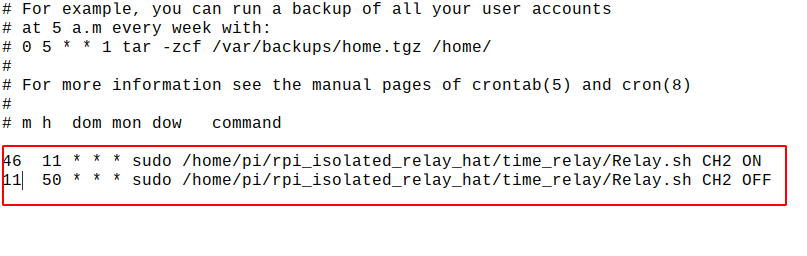 # For example, you can run a backup of all your user accounts
# at 5 a.m every week with:
# 0 5 * * 1 tar -zcf /var/backups/home.tgz /home/
#
# For more information see the manual pages of crontab(5) and cron(8)
#
# m h  dom mon dow   command
46  11 * * * sudo /home/pi/rpi_isolated_relay_hat/time_relay/Relay.sh CH2 ON
11  50 * * * sudo /home/pi/rpi_isolated_relay_hat/time_relay/Relay.sh CH2 OFF